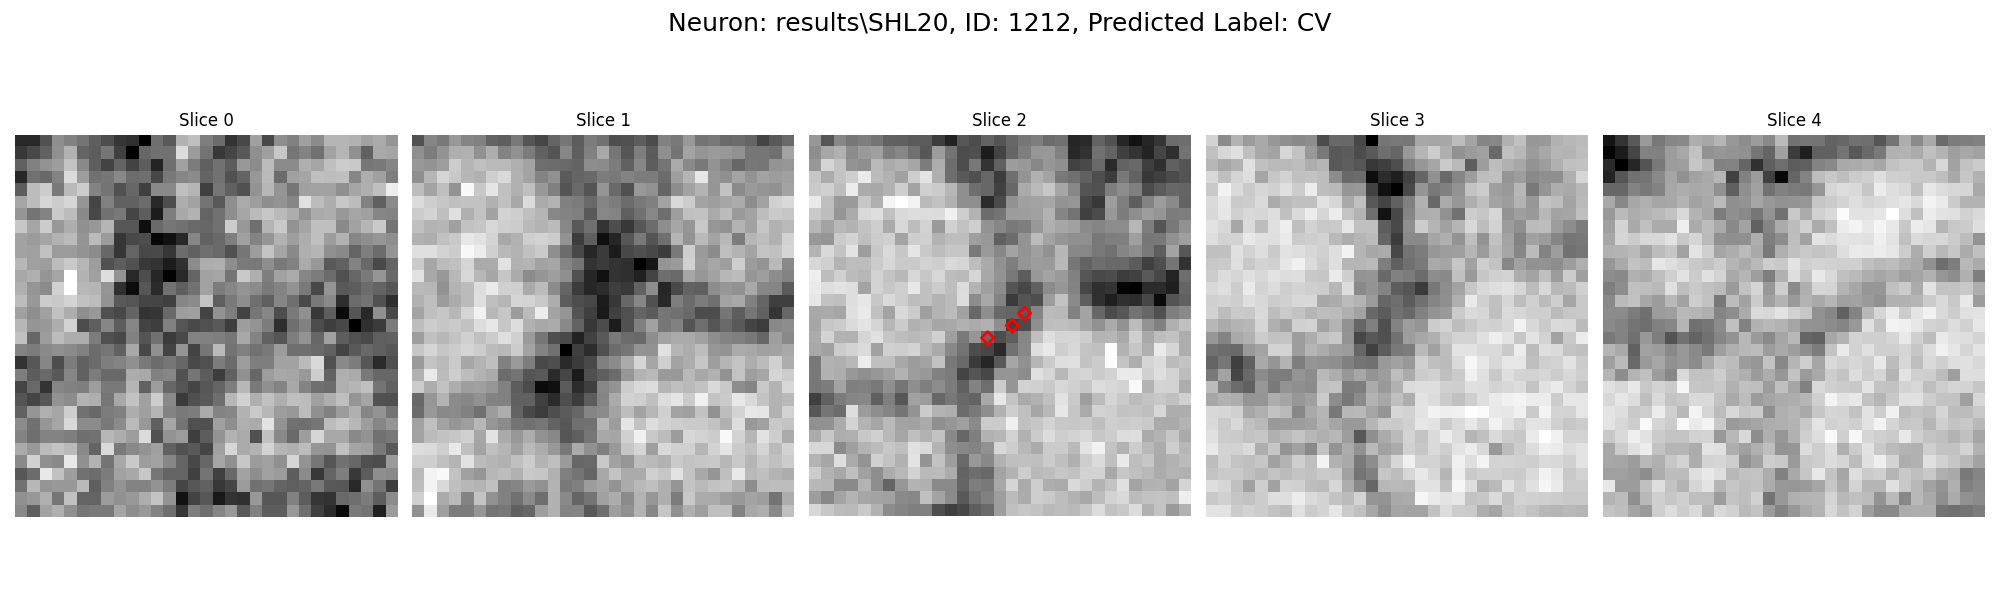 Neuron: results\SHL20, ID: 1212, Predicted Label: CV
Slice 0
Slice 1
Slice 2
Slice 3
Slice 4